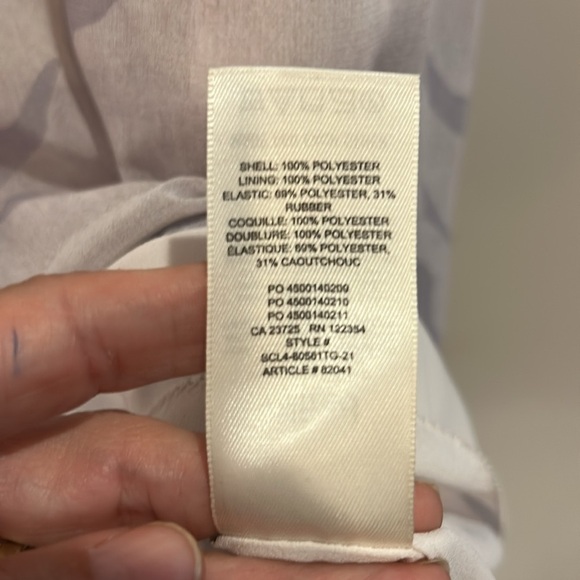 SHELL: 100% POLYESTER
LINING: 100% POLYESTER
ELASTIC: 69% POLYESTER, 31%
RUBBER
COQUILLE: 100% POLYESTER
DOUBLURE: 100% POLYESTER
ÉLASTIQUE: 69% POLYESTER,
31% CAOUTCHOUC
PO 4500140209
PO 4500140210
PO 4500140211
CA 23725 RN 122354
STYLE #
SCL4-60561TG-21
ARTICLE # 82041